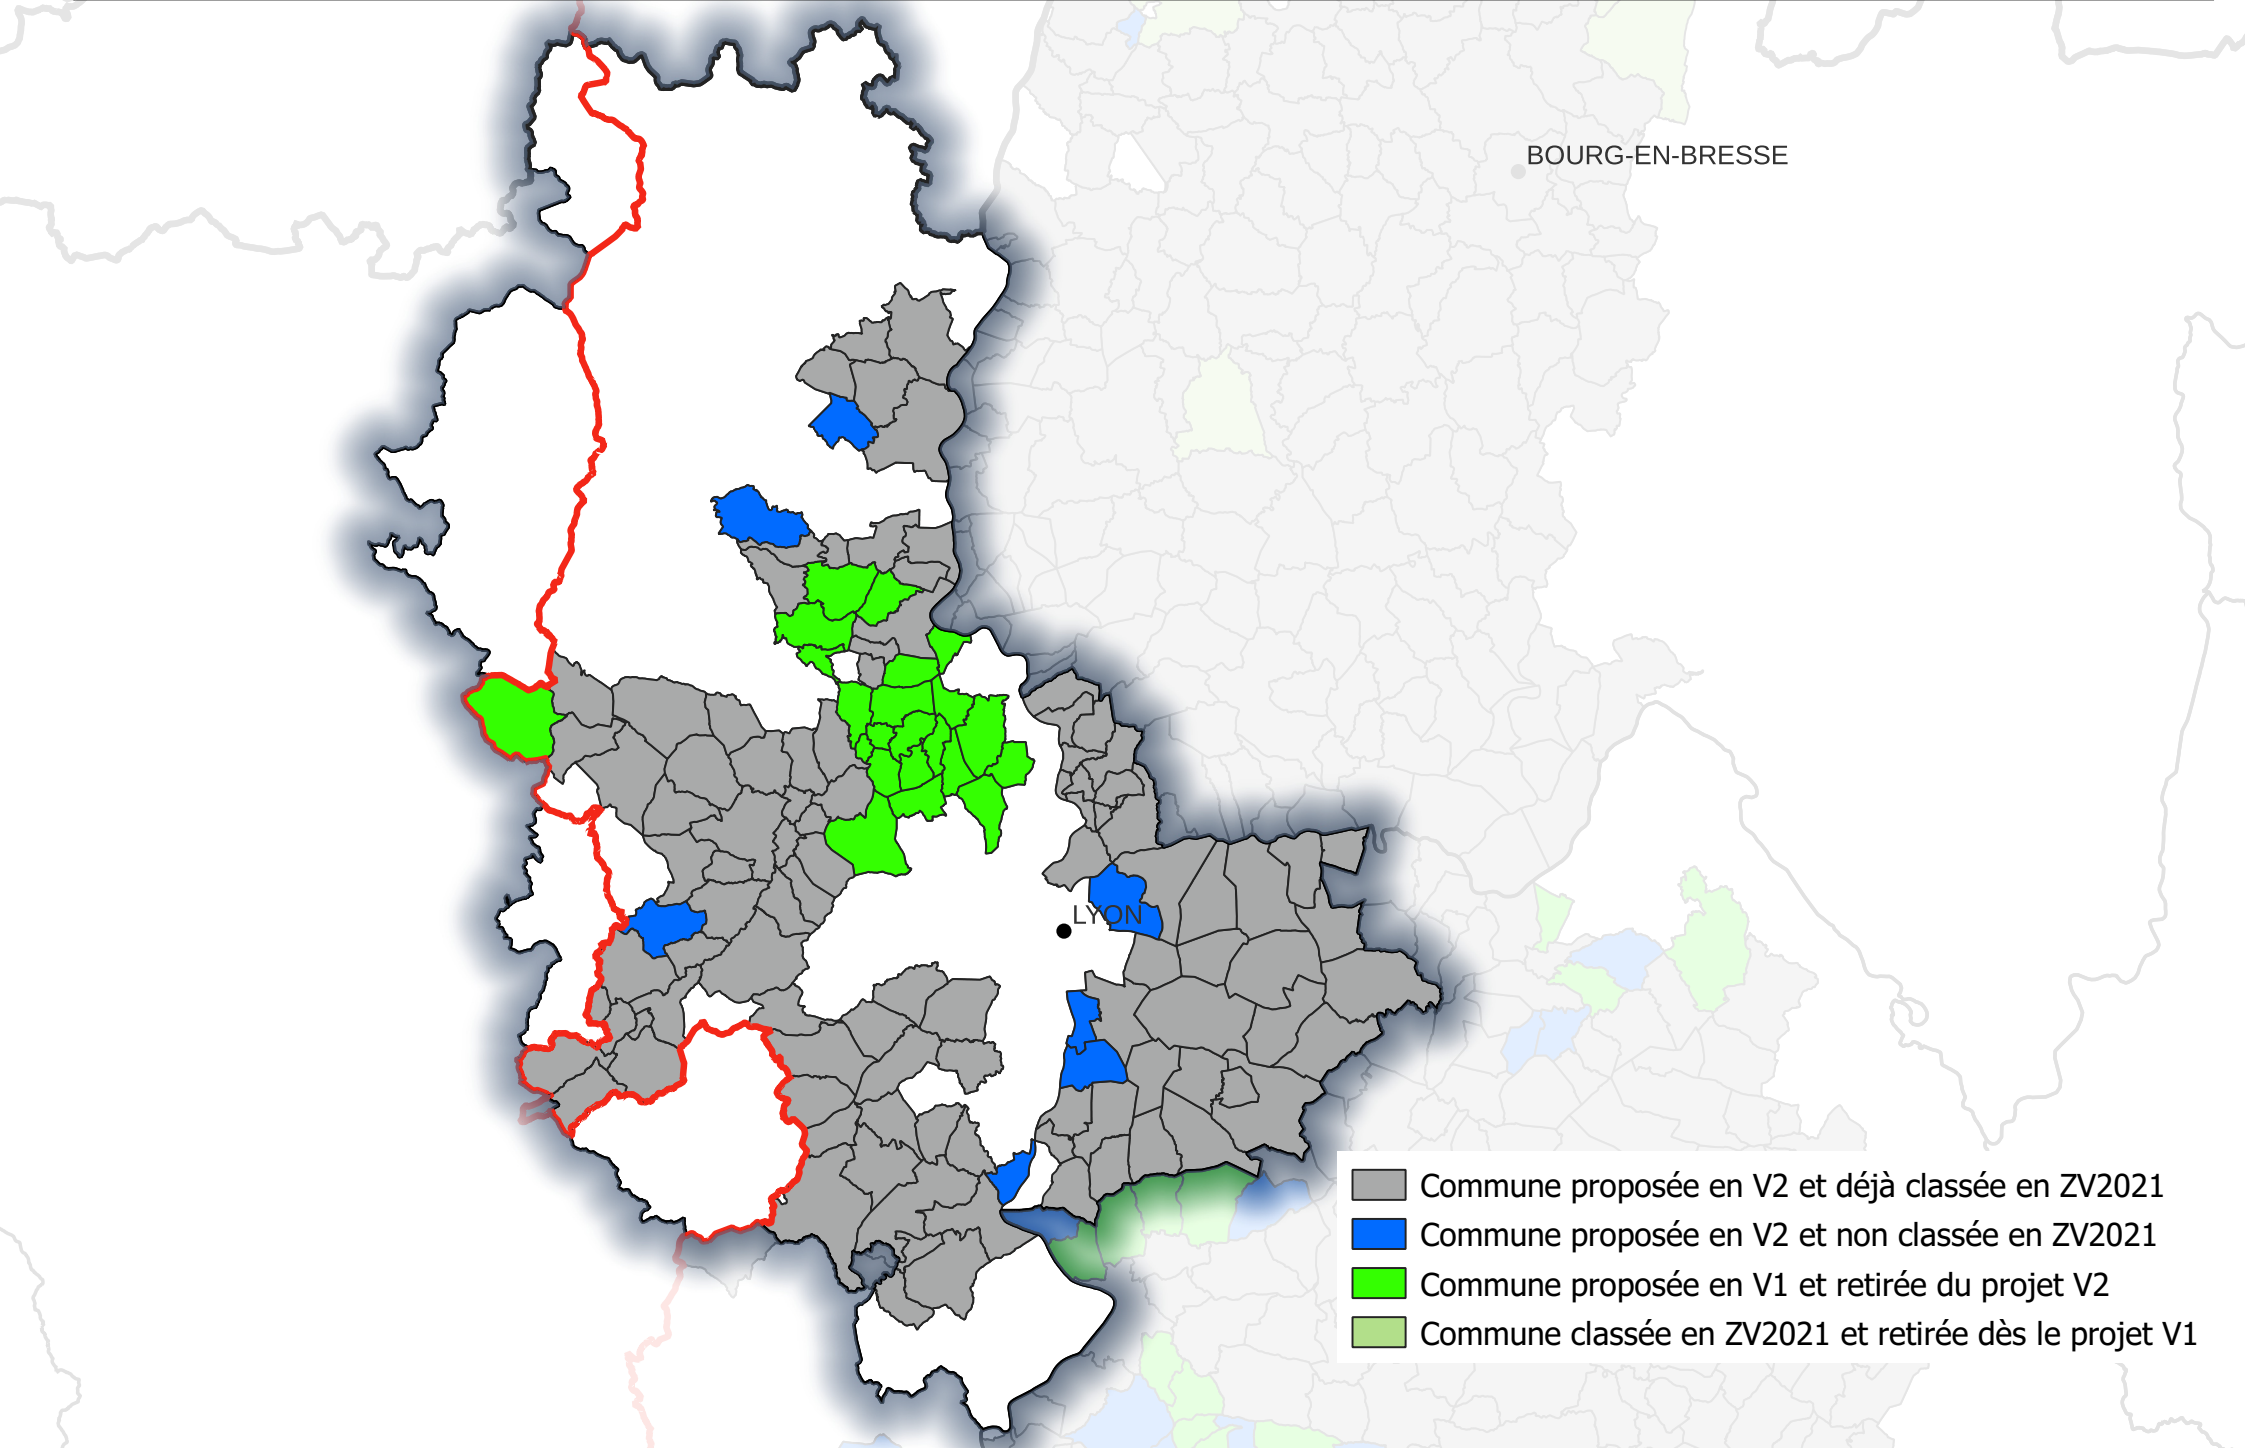 BOURG-EN-BRESSE
LYON
Commune proposée en V2 et déjà classée en ZV2021
Commune proposée en V2 et non classée en ZV2021
Commune proposée en V1 et retirée du projet V2
Commune classée en ZV2021 et retirée dès le projet V1